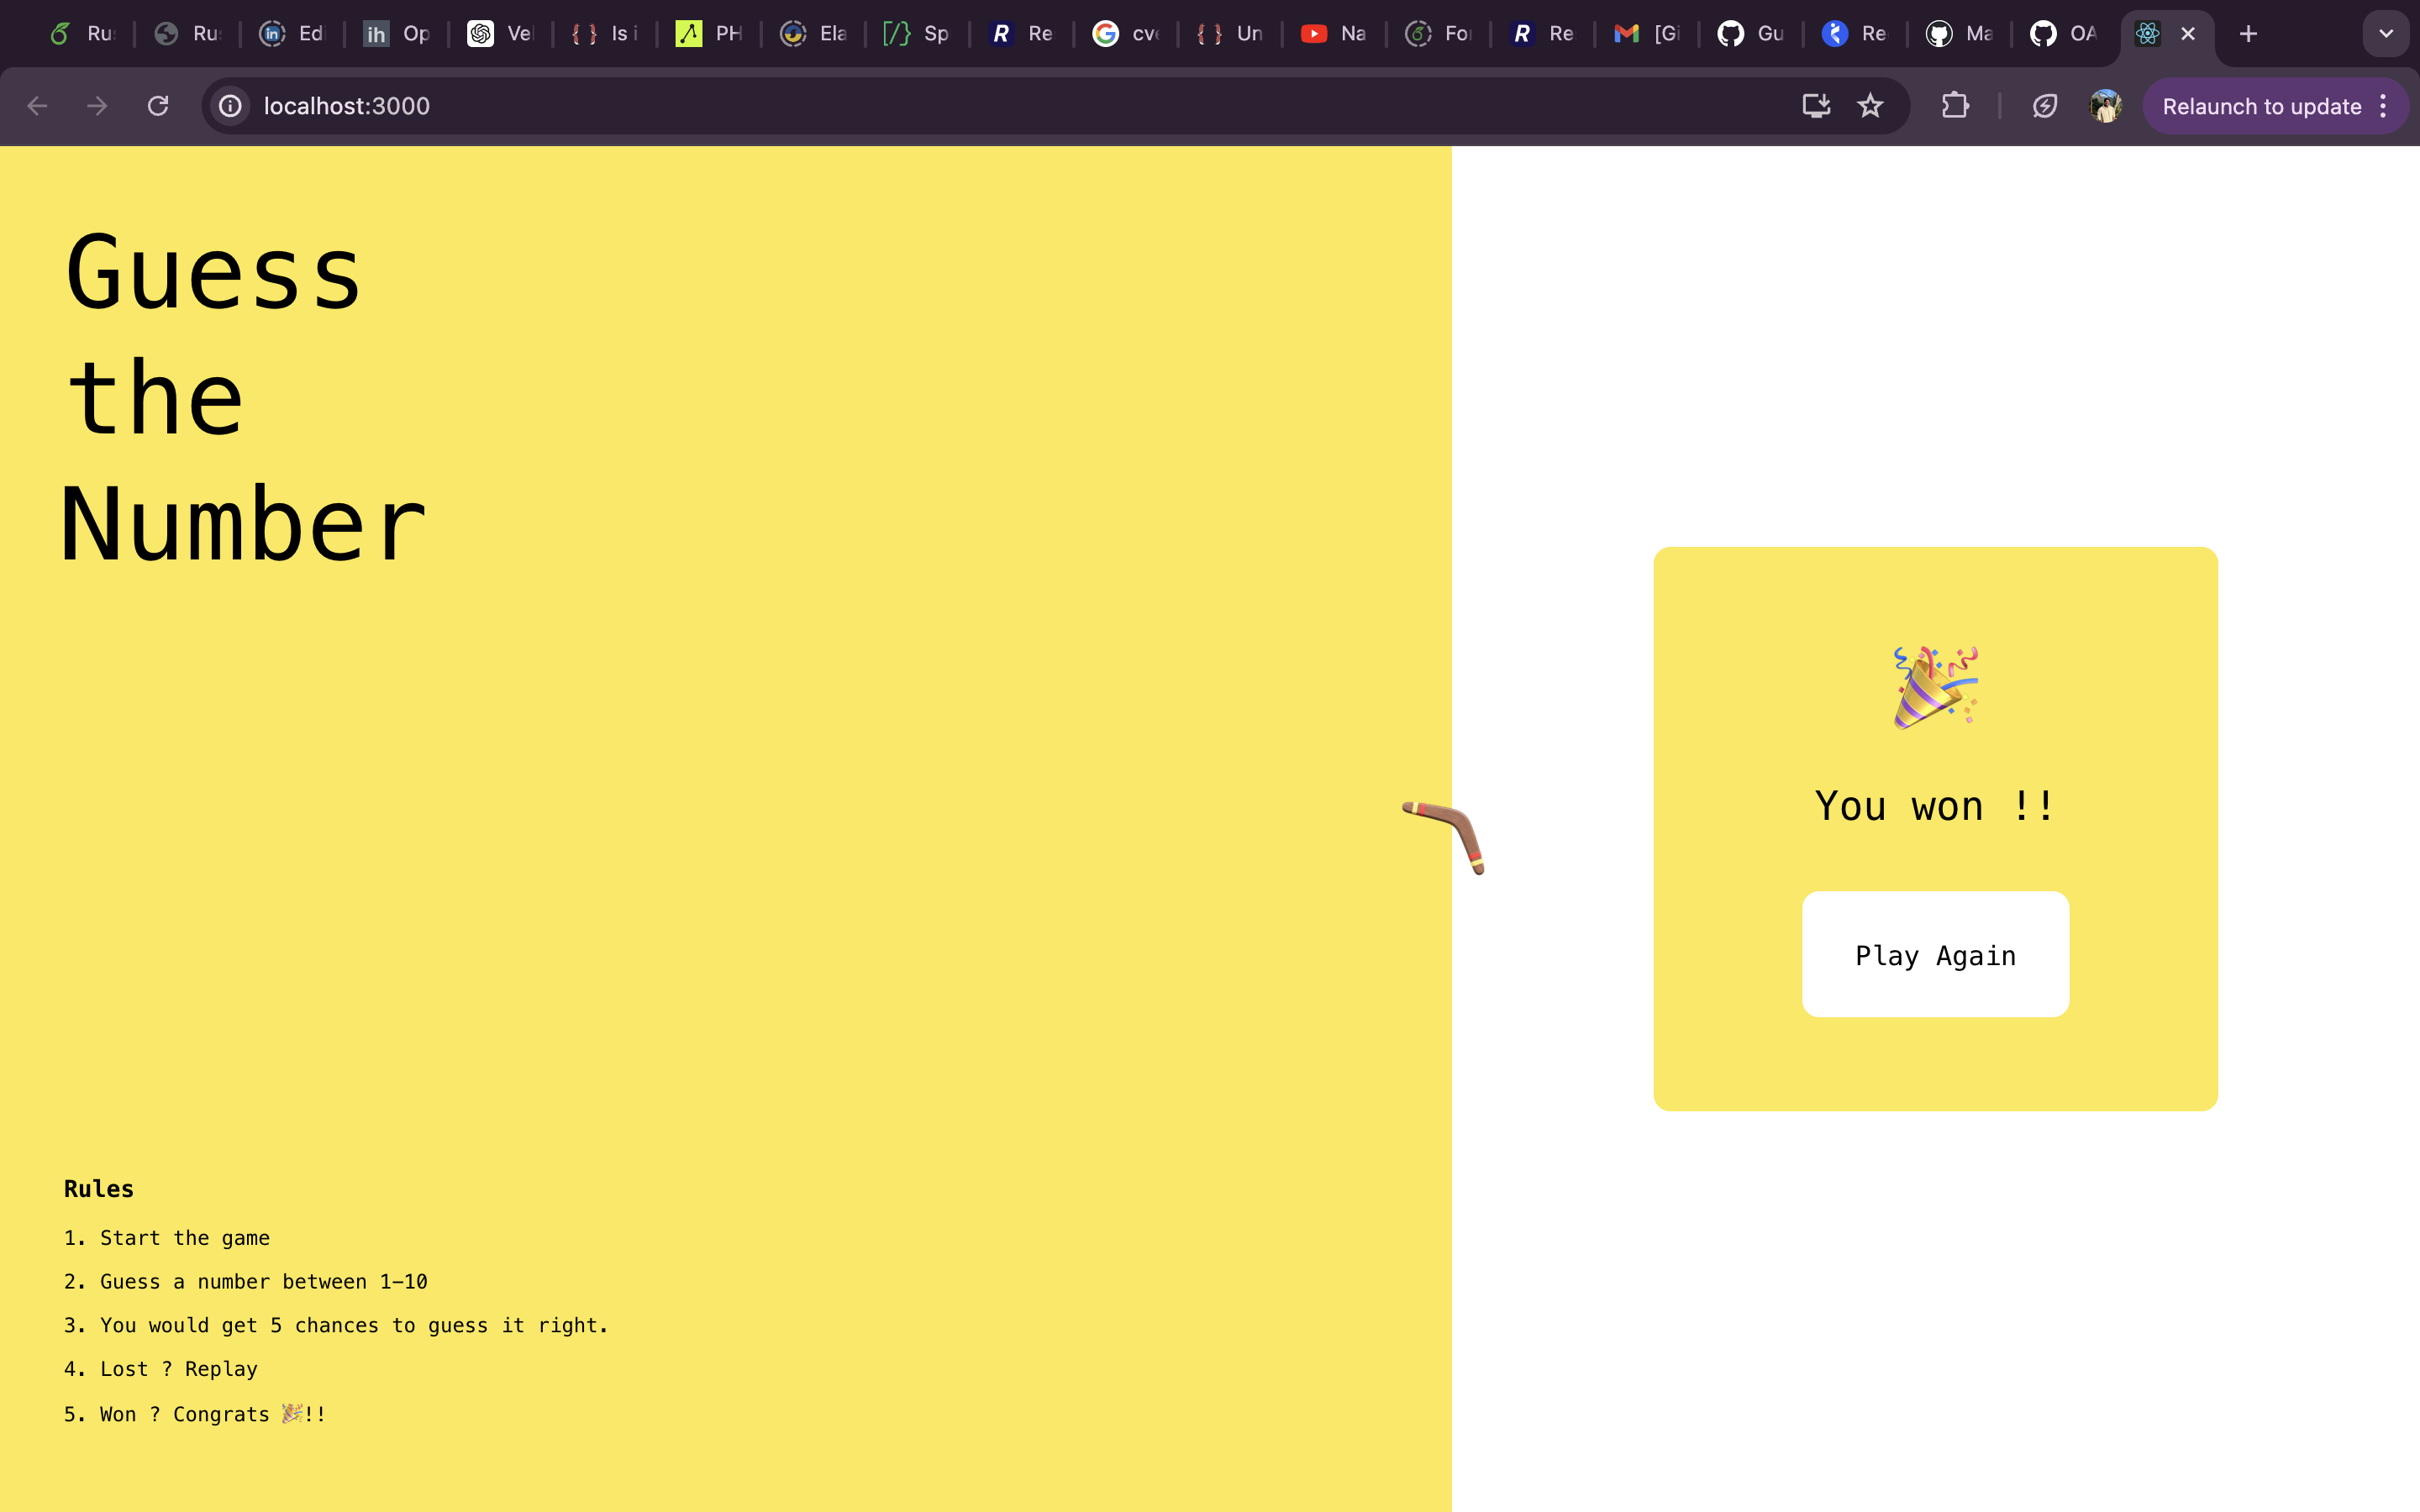 Ru
Ru
Ed
ih Op
Ve
Is i
PH
Ela
Sp
Re
cv
Un
Na
Fo
Re
[G
Gu
Re
Ma
OA
localhost:3000
Relaunch to update
Guess
the
Number
🎉
You won !!
Play Again
Rules
1. Start the game
2. Guess a number between 1-10
3. You would get 5 chances to guess it right.
4. Lost ? Replay
5. Won ? Congrats 🎉!!